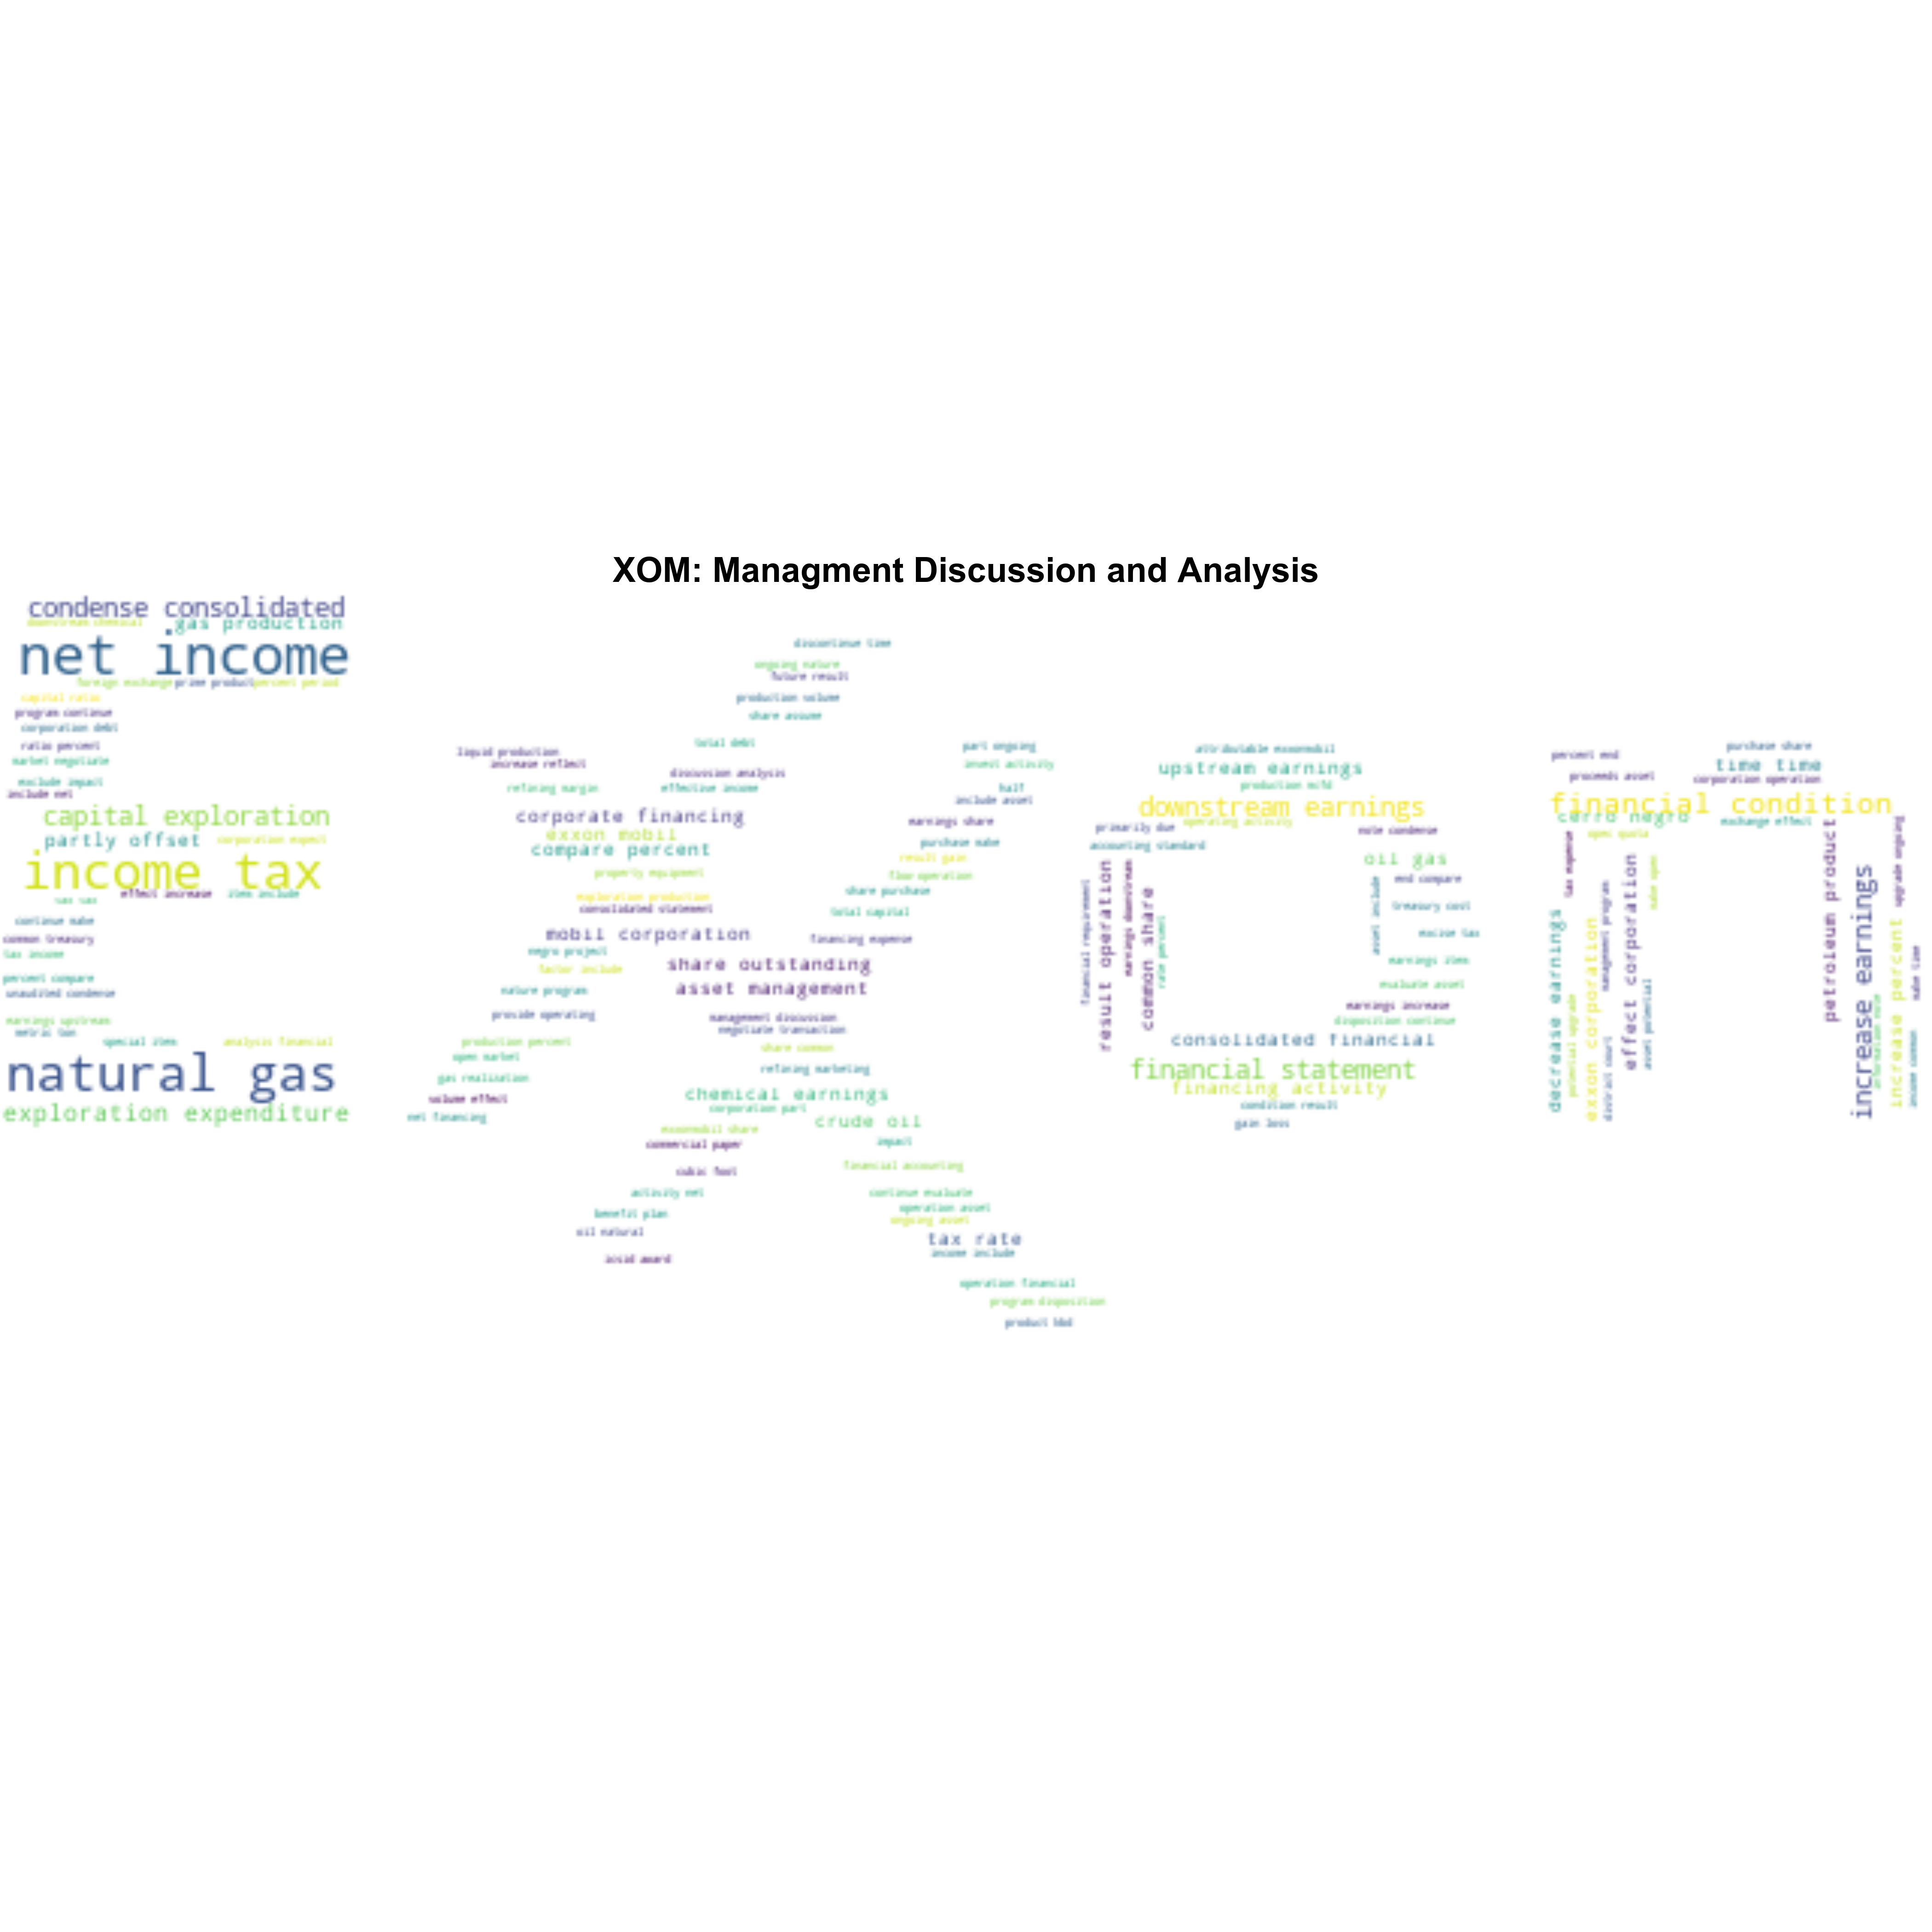 XOM: Managment Discussion and Analysis
condense consolidated
downstream chemical
gas production
net income
foreign exchange
prime product
percent period
capital ratio
program continue
corporation debt
ratio percent
market negotiate
exclude impact
include net
capital exploration
partly offset
corporation expect
income tax
effect increase
item include
continue make
common treasury
tax income
percent compare
unaudited condense
earnings upstream
metric ton
special item
analysis financial
natural gas
exploration expenditure
discontinue time
ongoing nature
future result
production volume
share assume
total debt
liquid production
increase reflect
discussion analysis
refining margin
effective income
corporate financing
exxon mobil
compare percent
property equipment
exploration production
consolidated statement
mobil corporation
negro project
factor include
share outstanding
asset management
nature program
provide operating
management discussion
negotiate transaction
production percent
share common
open market
refining marketing
gas realization
chemical earnings
volume effect
corporation part
net financing
crude oil
exxonmobil share
commercial paper
impact
cubic foot
financial accounting
activity net
continue evaluate
benefit plan
operation asset
ongoing asset
oil natural
tax rate
income include
icsid award
operation financial
program disposition
product kbd
part ongoing
invest activity
half
include asset
earnings share
purchase make
result gain
floor operation
share purchase
total capital
financing expense
attributable exxonmobil
upstream earnings
production mcfd
downstream earnings
operating activity
primarily due
note condense
accounting standard
oil gas
end compare
financial requirement
result operation
earnings downstream
common share
rate percent
asset include
treasury cost
excise tax
earnings item
evaluate asset
earnings increase
disposition continue
consolidated financial
financial statement
financing activity
condition result
gain loss
percent end
purchase share
time time
proceeds asset
corporation operation
financial condition
cerro negro
exchange effect
opec quota
decrease earnings
tax expense
potential upgrade
exxon corporation
management program
district court
effect corporation
make open
asset potential
petroleum product
increase earnings
increase percent
upgrade ongoing
make time
income common